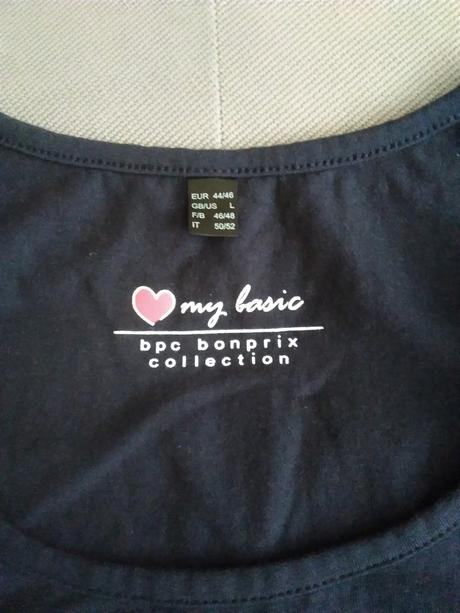 EUR 44/46
GB/US L
F/B 46/48
IT 50/52
my basic
bpc bonprix
collection